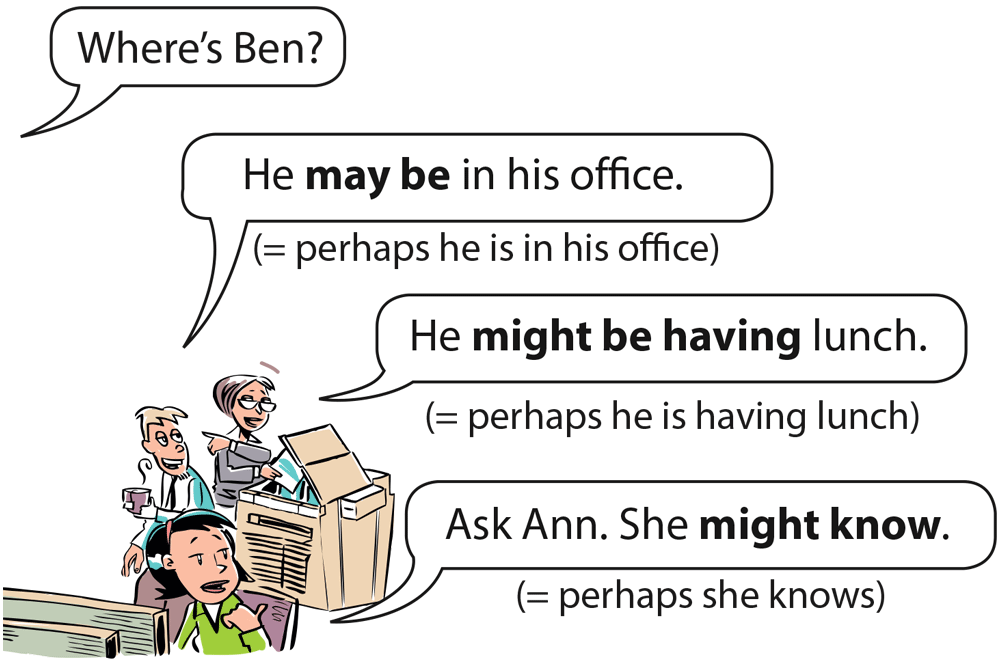 Where’s Ben?
He may be in his office.
(= perhaps he is in his office)
He might be having lunch.
(= perhaps he is having lunch)
Ask Ann. She might know.
(= perhaps she knows)